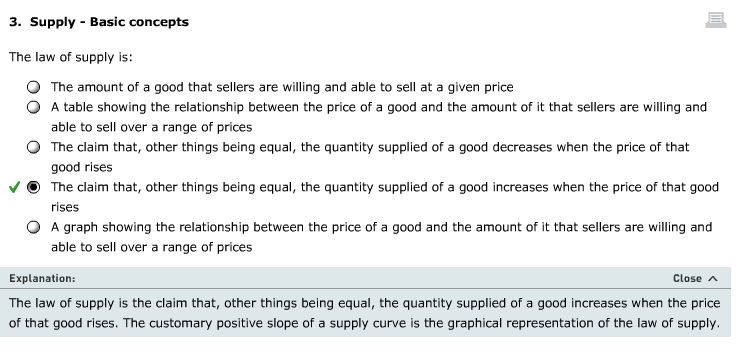 3. Supply - Basic concepts
The law of supply is:
The amount of a good that sellers are willing and able to sell at a given price
A table showing the relationship between the price of a good and the amount of it that sellers are willing and
able to sell over a range of prices
The claim that, other things being equal, the quantity supplied of a good decreases when the price of that
good rises
The claim that, other things being equal, the quantity supplied of a good increases when the price of that good
rises
A graph showing the relationship between the price of a good and the amount of it that sellers are willing and
able to sell over a range of prices
Explanation: Close
The law of supply is the claim that, other things being equal, the quantity supplied of a good increases when the price
of that good rises. The customary positive slope of a supply curve is the graphical representation of the law of supply.